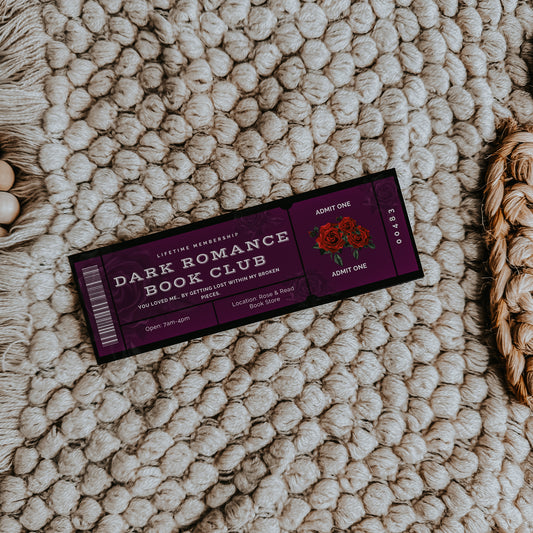 LIFETIME MEMBERSHIP
DARK ROMANCE
BOOK CLUB
YOU LOVED ME... BY GETTING LOST WITHIN MY BROKEN
PIECES.
Open: 7am-4pm
Location: Rose & Read
Book Store
ADMIT ONE
ADMIT ONE
00483